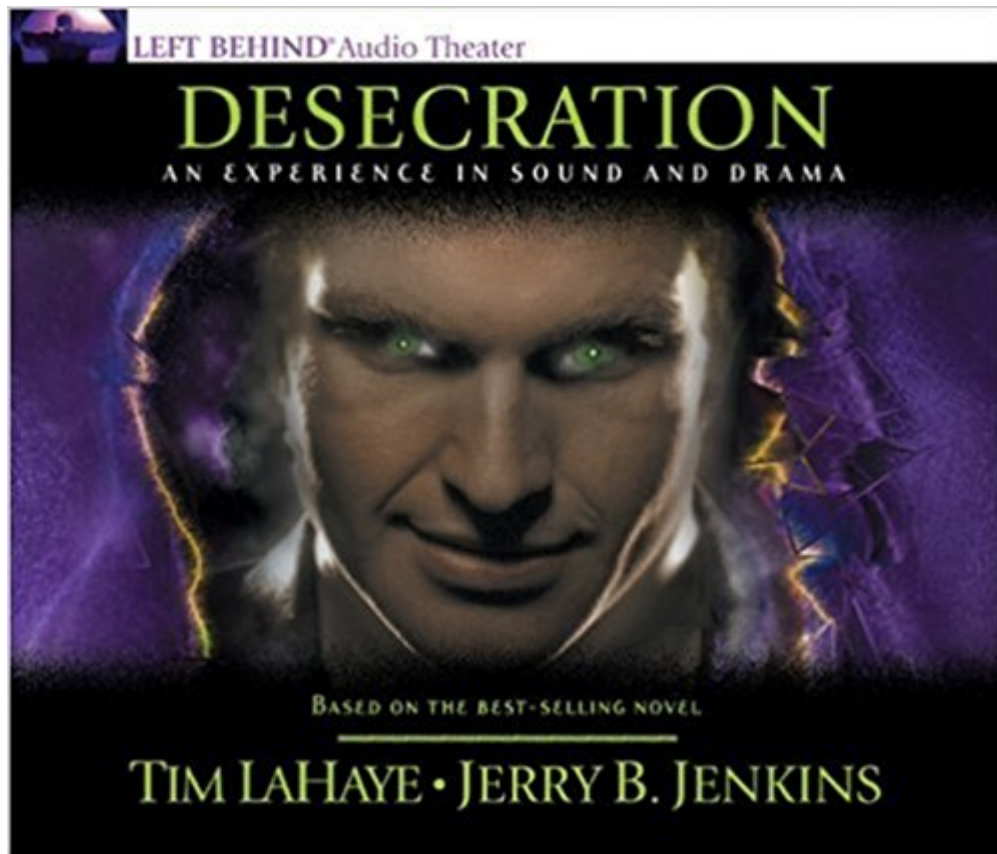 LEFT BEHIND® Audio Theater
DESECRATION
AN EXPERIENCE IN SOUND AND DRAMA
BASED ON THE BEST-SELLING NOVEL
TIM LAHAYE • JERRY B. JENKINS